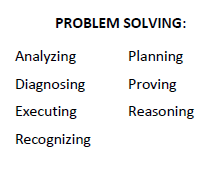 PROBLEM SOLVING:
Analyzing Planning
Diagnosing Proving
Executing Reasoning
Recognizing